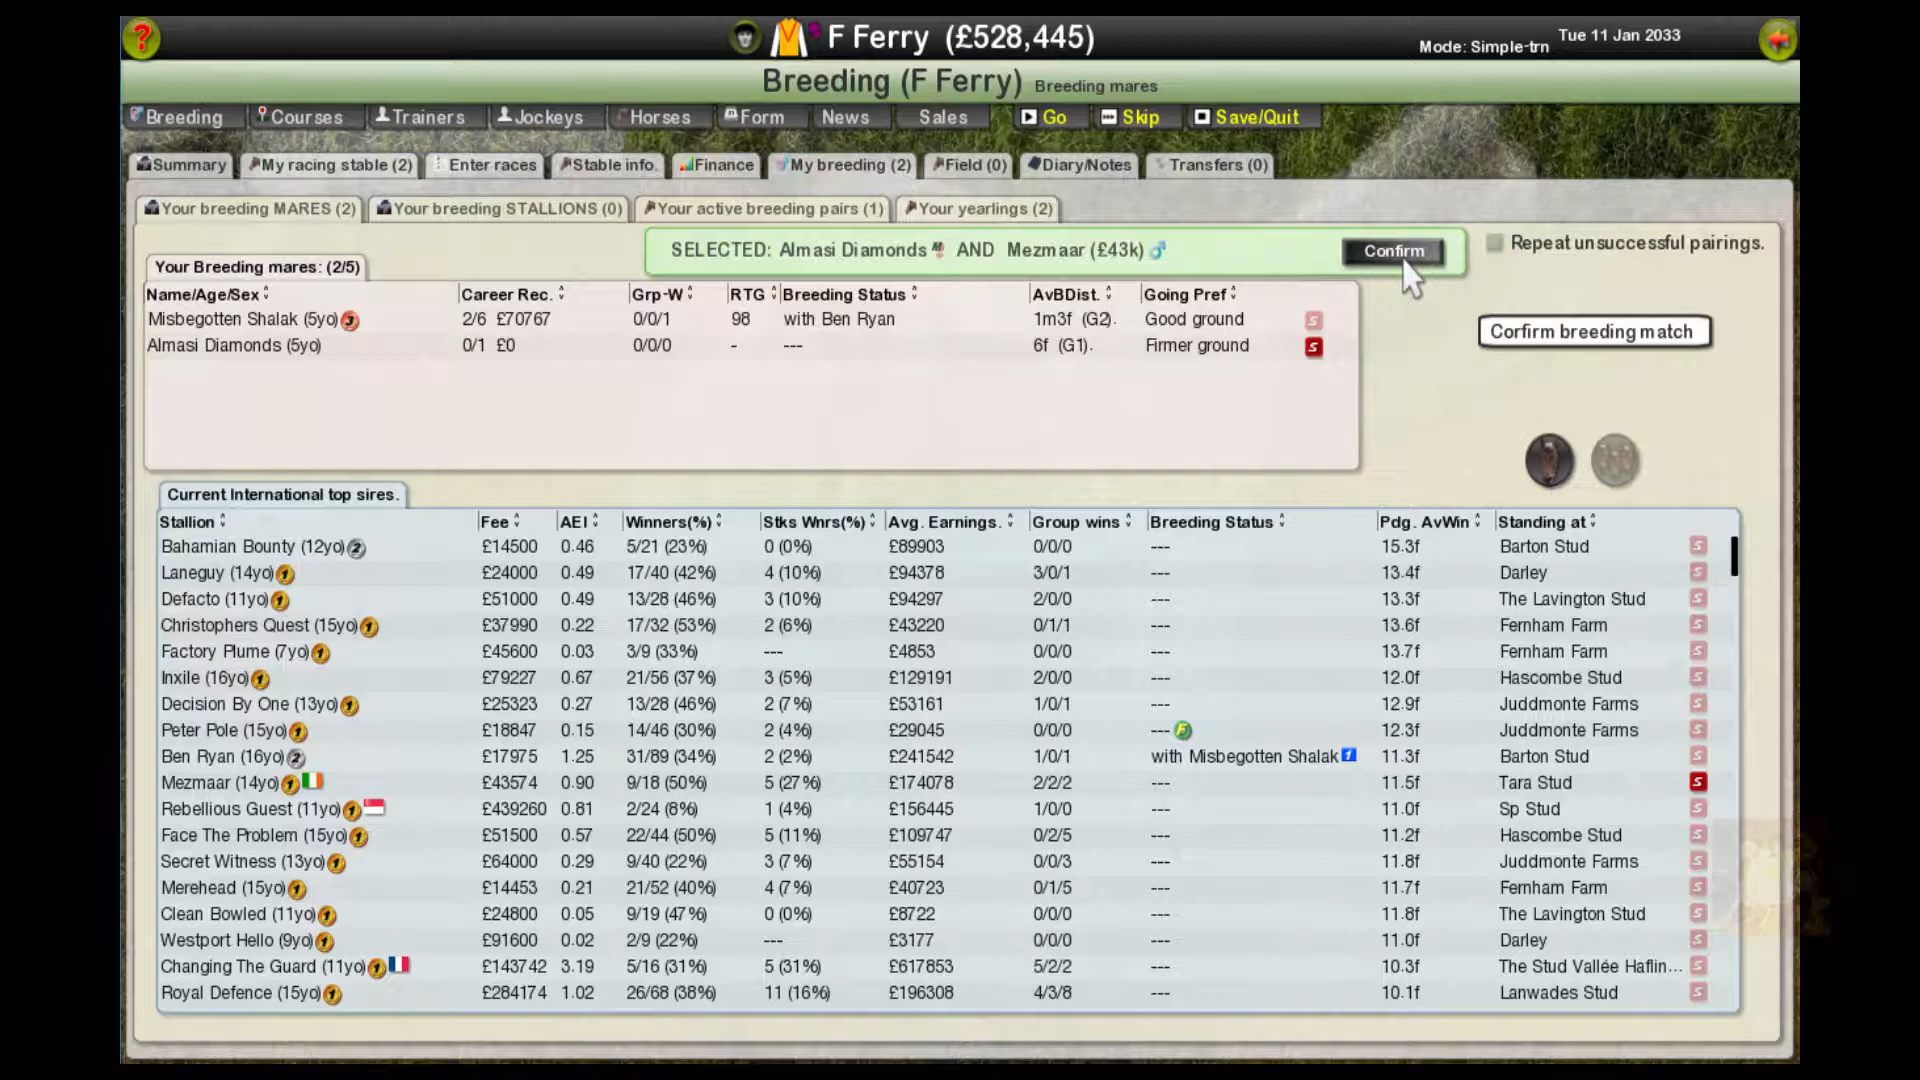 F Ferry (£528,445)
Mode: Simple-trn Tue 11 Jan 2033
Breeding (F Ferry) Breeding mares
Breeding Courses Trainers Jockeys Horses Form News Sales Go Skip Save/Quit
Summary My racing stable (2) Enter races Stable info. Finance My breeding (2) Field (0) Diary/Notes Transfers (0)
Your breeding MARES (2) Your breeding STALLIONS (0) Your active breeding pairs (1) Your yearlings (2)
SELECTED: Almasi Diamonds AND Mezmaar (£43k) Confirm Repeat unsuccessful pairings.
Your Breeding mares: (2/5)
Name/Age/Sex Career Rec. Grp-W RTG Breeding Status AvBDist. Going Pref
Misbegotten Shalak (5yo) 3 2/6 £70767 0/0/1 98 with Ben Ryan 1m3f (G2). Good ground S
Almasi Diamonds (5yo) 0/1 £0 0/0/0 - --- 6f (G1). Firmer ground S
Confirm breeding match
Current International top sires.
Stallion Fee AEI Winners(%) Stks Wnrs(%) Avg. Earnings. Group wins Breeding Status Pdg. AvWin Standing at
Bahamian Bounty (12yo) 2 £14500 0.46 5/21 (23%) 0 (0%) £89903 0/0/0 --- 15.3f Barton Stud S
Laneguy (14yo) 1 £24000 0.49 17/40 (42%) 4 (10%) £94378 3/0/1 --- 13.4f Darley S
Defacto (11yo) 1 £51000 0.49 13/28 (46%) 3 (10%) £94297 2/0/0 --- 13.3f The Lavington Stud S
Christophers Quest (15yo) 1 £37990 0.22 17/32 (53%) 2 (6%) £43220 0/1/1 --- 13.6f Fernham Farm S
Factory Plume (7yo) 1 £45600 0.03 3/9 (33%) --- £4853 0/0/0 --- 13.7f Fernham Farm S
Inxile (16yo) 1 £79227 0.67 21/56 (37%) 3 (5%) £129191 2/0/0 --- 12.0f Hascombe Stud S
Decision By One (13yo) 1 £25323 0.27 13/28 (46%) 2 (7%) £53161 1/0/1 --- 12.9f Juddmonte Farms S
Peter Pole (15yo) 1 £18847 0.15 14/46 (30%) 2 (4%) £29045 0/0/0 --- F 12.3f Juddmonte Farms S
Ben Ryan (16yo) 2 £17975 1.25 31/89 (34%) 2 (2%) £241542 1/0/1 with Misbegotten Shalak 1 11.3f Barton Stud S
Mezmaar (14yo) 1 £43574 0.90 9/18 (50%) 5 (27%) £174078 2/2/2 --- 11.5f Tara Stud S
Rebellious Guest (11yo) 1 £439260 0.81 2/24 (8%) 1 (4%) £156445 1/0/0 --- 11.0f Sp Stud S
Face The Problem (15yo) 1 £51500 0.57 22/44 (50%) 5 (11%) £109747 0/2/5 --- 11.2f Hascombe Stud S
Secret Witness (13yo) 1 £64000 0.29 9/40 (22%) 3 (7%) £55154 0/0/3 --- 11.8f Juddmonte Farms S
Merehead (15yo) 1 £14453 0.21 21/52 (40%) 4 (7%) £40723 0/1/5 --- 11.7f Fernham Farm S
Clean Bowled (11yo) 1 £24800 0.05 9/19 (47%) 0 (0%) £8722 0/0/0 --- 11.8f The Lavington Stud S
Westport Hello (9yo) 1 £91600 0.02 2/9 (22%) --- £3177 0/0/0 --- 11.0f Darley S
Changing The Guard (11yo) 1 £143742 3.19 5/16 (31%) 5 (31%) £617853 5/2/2 --- 10.3f The Stud Vallée Haflin... S
Royal Defence (15yo) 1 £284174 1.02 26/68 (38%) 11 (16%) £196308 4/3/8 --- 10.1f Lanwades Stud S